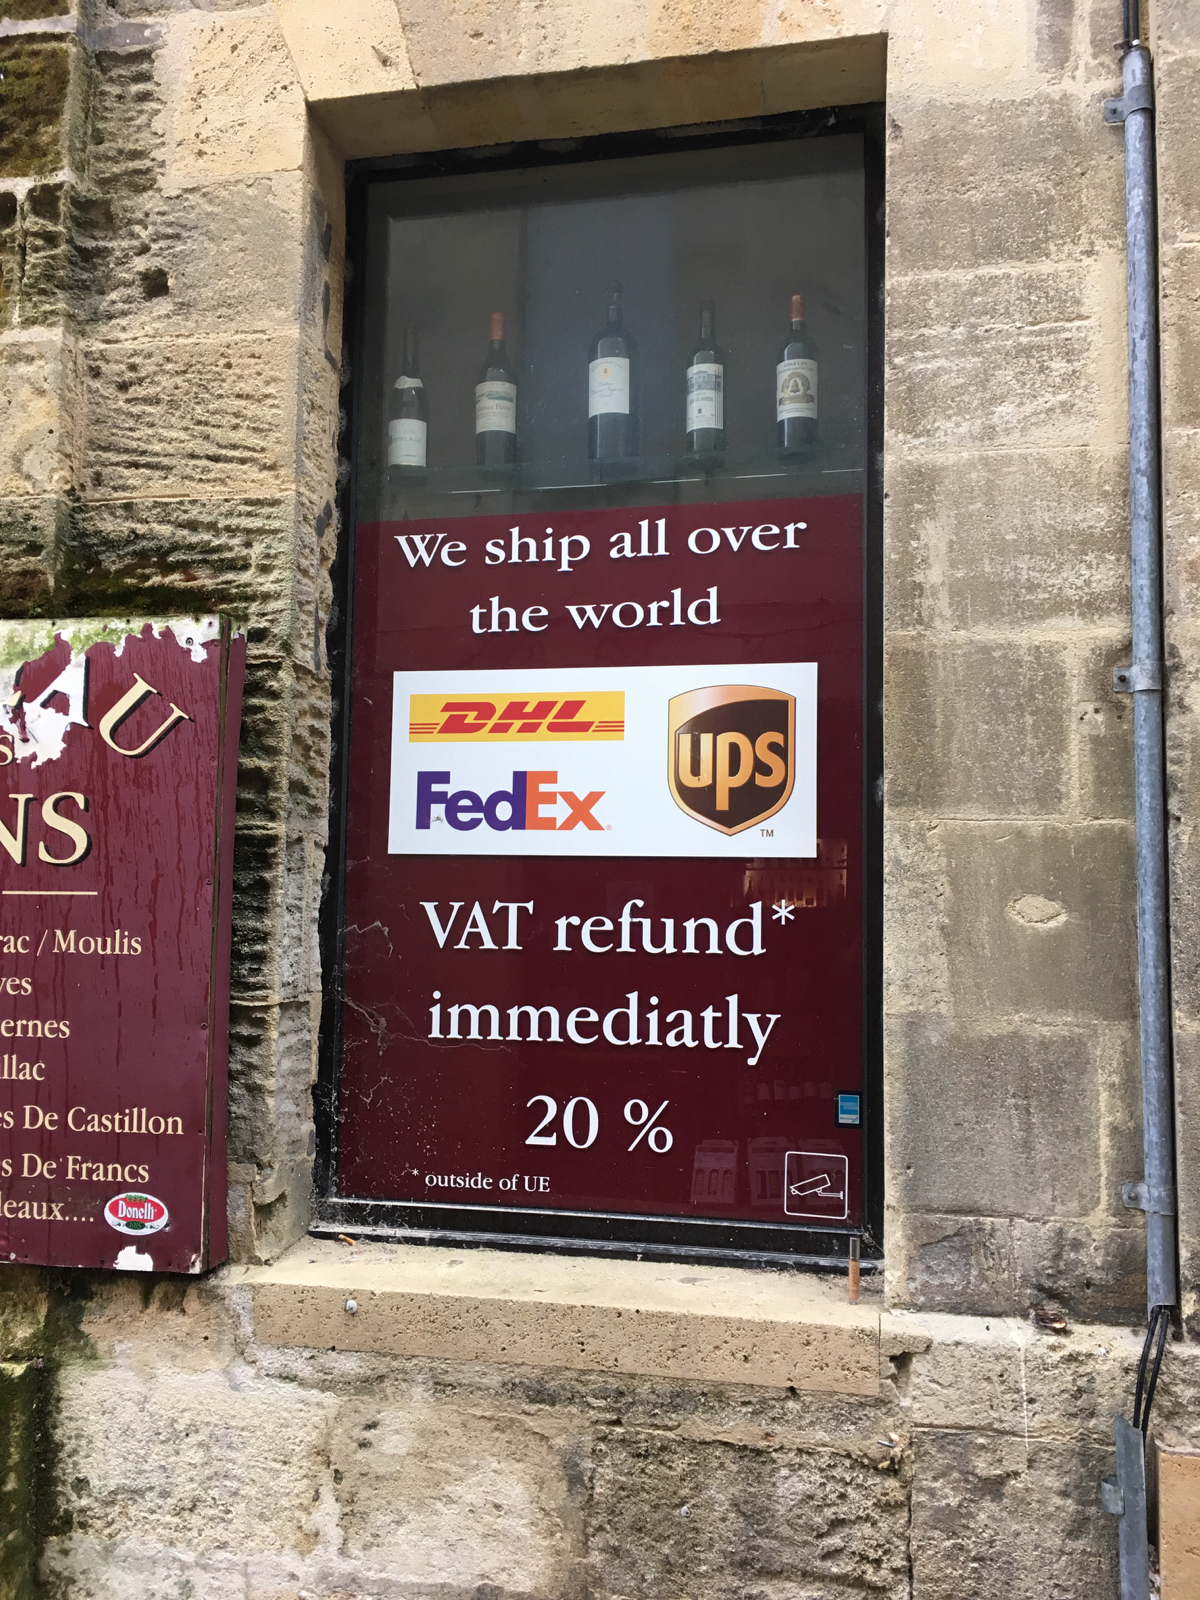 We ship all over
the world
DHL
FedEx
ups
TM
VAT refund*
immediatly
20 %
* outside of UE
AU
NS
rac / Moulis
ves
ernes
llac
es De Castillon
s De Francs
deaux....
Donelli